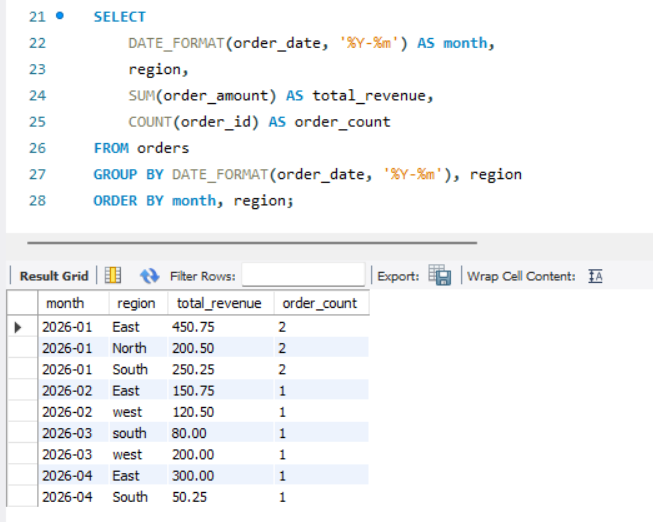 21 SELECT
22 DATE_FORMAT(order_date, '%Y-%m') AS month,
23 region,
24 SUM(order_amount) AS total_revenue,
25 COUNT(order_id) AS order_count
26 FROM orders
27 GROUP BY DATE_FORMAT(order_date, '%Y-%m'), region
28 ORDER BY month, region;
Result Grid Filter Rows: Export: Wrap Cell Content: IA
month region total_revenue order_count
2026-01 East 450.75 2
2026-01 North 200.50 2
2026-01 South 250.25 2
2026-02 East 150.75 1
2026-02 west 120.50 1
2026-03 south 80.00 1
2026-03 west 200.00 1
2026-04 East 300.00 1
2026-04 South 50.25 1